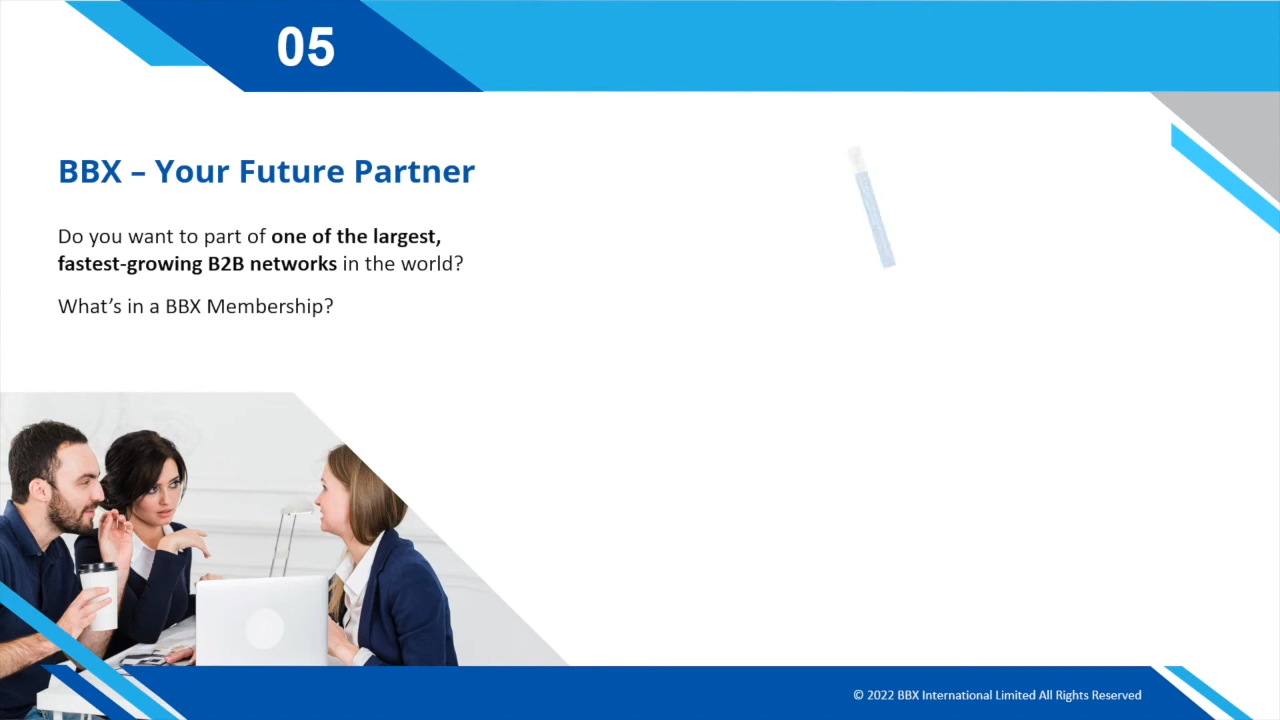 05
BBX – Your Future Partner
Do you want to part of one of the largest,
fastest-growing B2B networks in the world?
What's in a BBX Membership?
© 2022 BBX International Limited All Rights Reserved